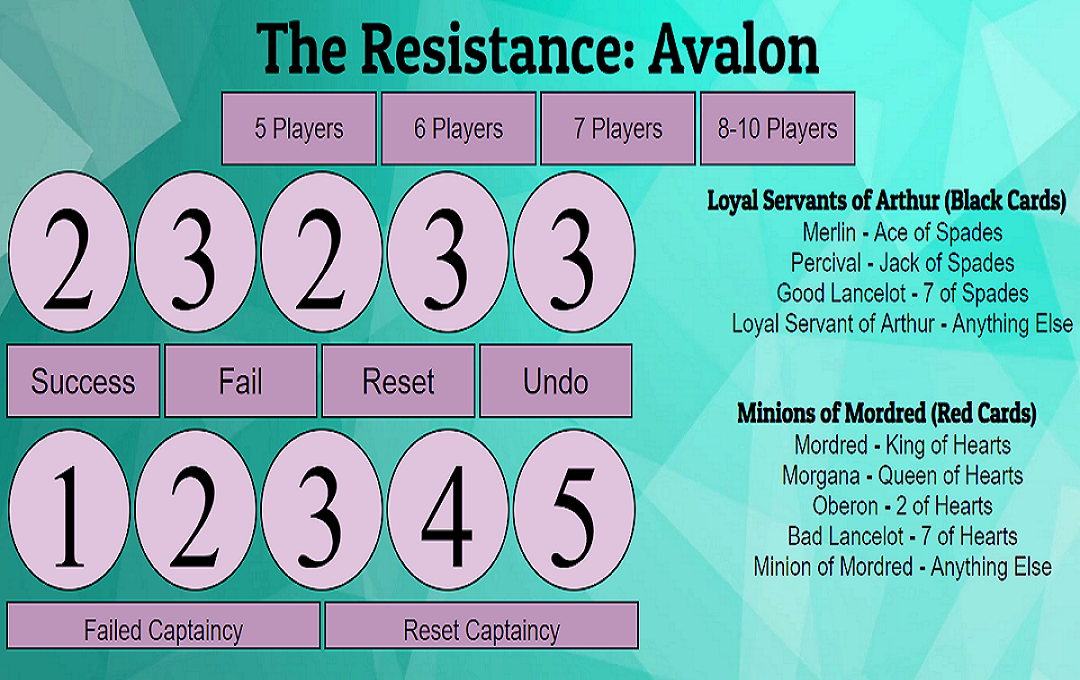 The Resistance: Avalon
5 Players
6 Players
7 Players
8-10 Players
2 3 2 3 3
Success
Fail
Reset
Undo
1 2 3 4 5
Failed Captaincy
Reset Captaincy
Loyal Servants of Arthur (Black Cards)
Merlin - Ace of Spades
Percival - Jack of Spades
Good Lancelot - 7 of Spades
Loyal Servant of Arthur - Anything Else
Minions of Mordred (Red Cards)
Mordred - King of Hearts
Morgana - Queen of Hearts
Oberon - 2 of Hearts
Bad Lancelot - 7 of Hearts
Minion of Mordred - Anything Else